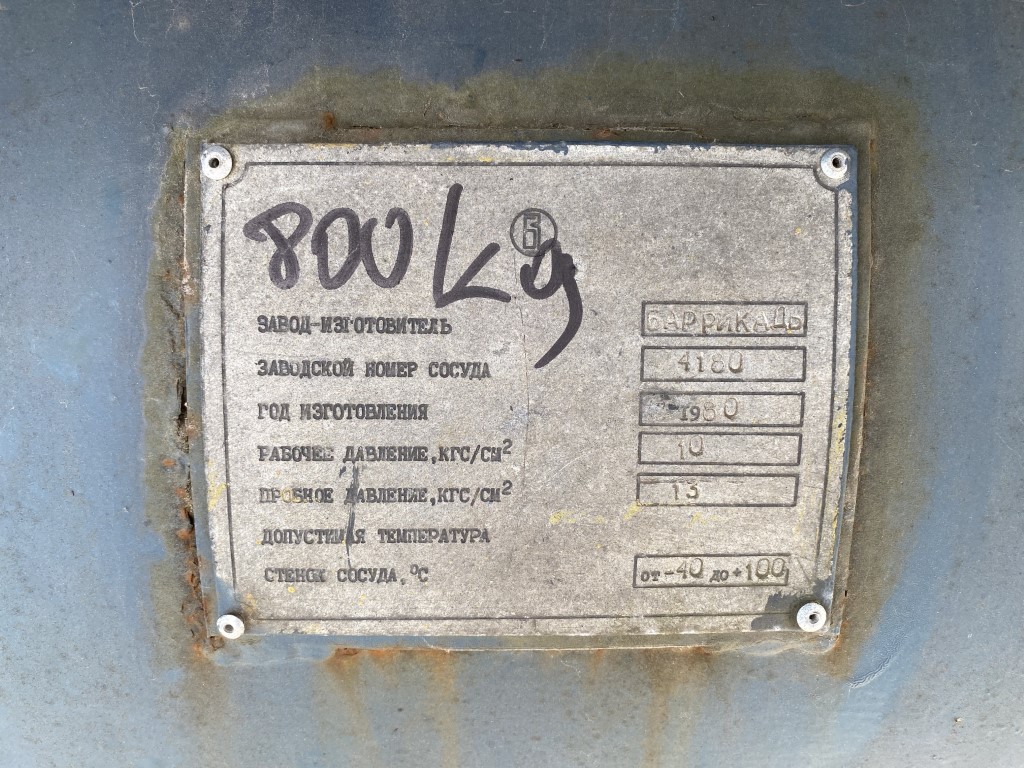 800 kg
Б
ЗАВОД-ИЗГОТОВИТЕЛЬ БАРРИКАДЫ
ЗАВОДСКОЙ НОМЕР СОСУДА 4180
ГОД ИЗГОТОВЛЕНИЯ 1980
РАБОЧЕЕ ДАВЛЕНИЕ,КГС/СМ² 10
ПРОБНОЕ ДАВЛЕНИЕ,КГС/СМ² 13
ДОПУСТИМАЯ ТЕМПЕРАТУРА
СТЕНОК СОСУДА,°С от -40 до +100